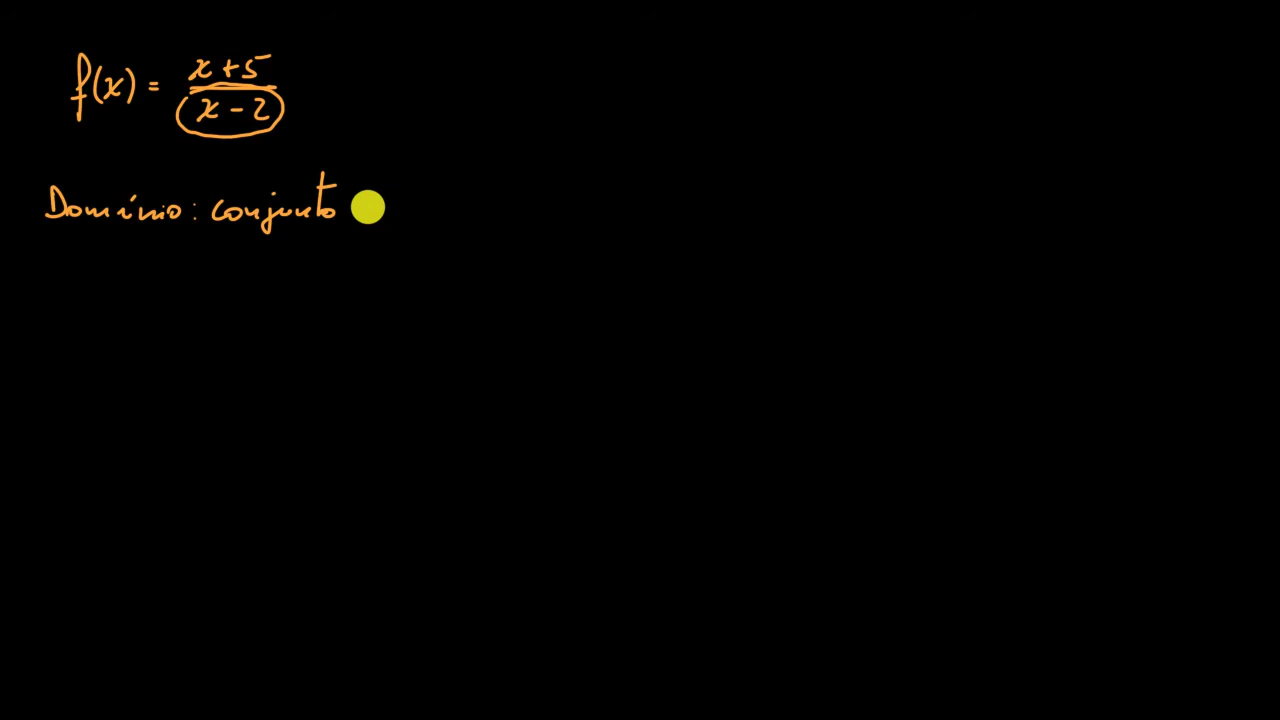 f(x) = x+5
x-2
Domínio: conjunto